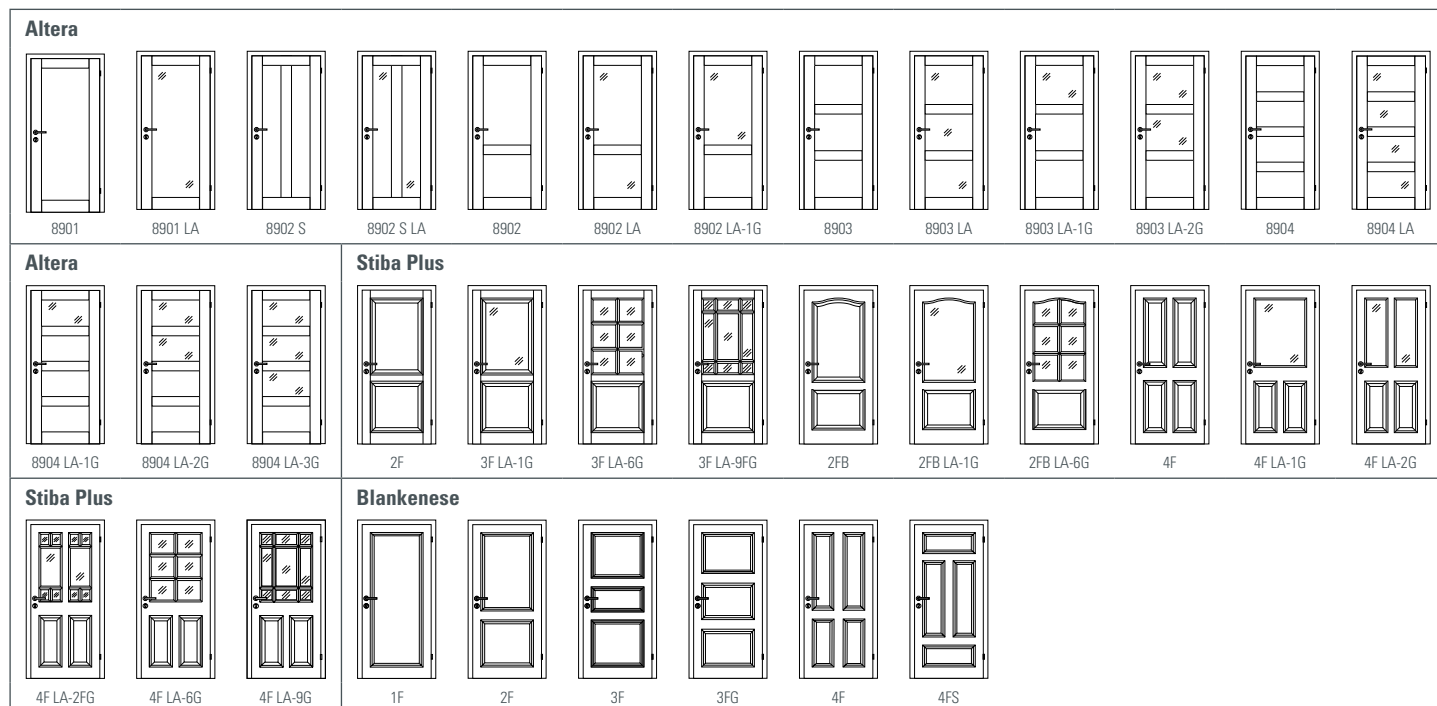 Altera
8901 8901 LA 8902 S 8902 S LA 8902 8902 LA 8902 LA-1G 8903 8903 LA 8903 LA-1G 8903 LA-2G 8904 8904 LA
Altera
8904 LA-1G 8904 LA-2G 8904 LA-3G
Stiba Plus
2F 3F LA-1G 3F LA-6G 3F LA-9FG 2FB 2FB LA-1G 2FB LA-6G 4F 4F LA-1G 4F LA-2G
Stiba Plus
4F LA-2FG 4F LA-6G 4F LA-9G
Blankenese
1F 2F 3F 3FG 4F 4FS